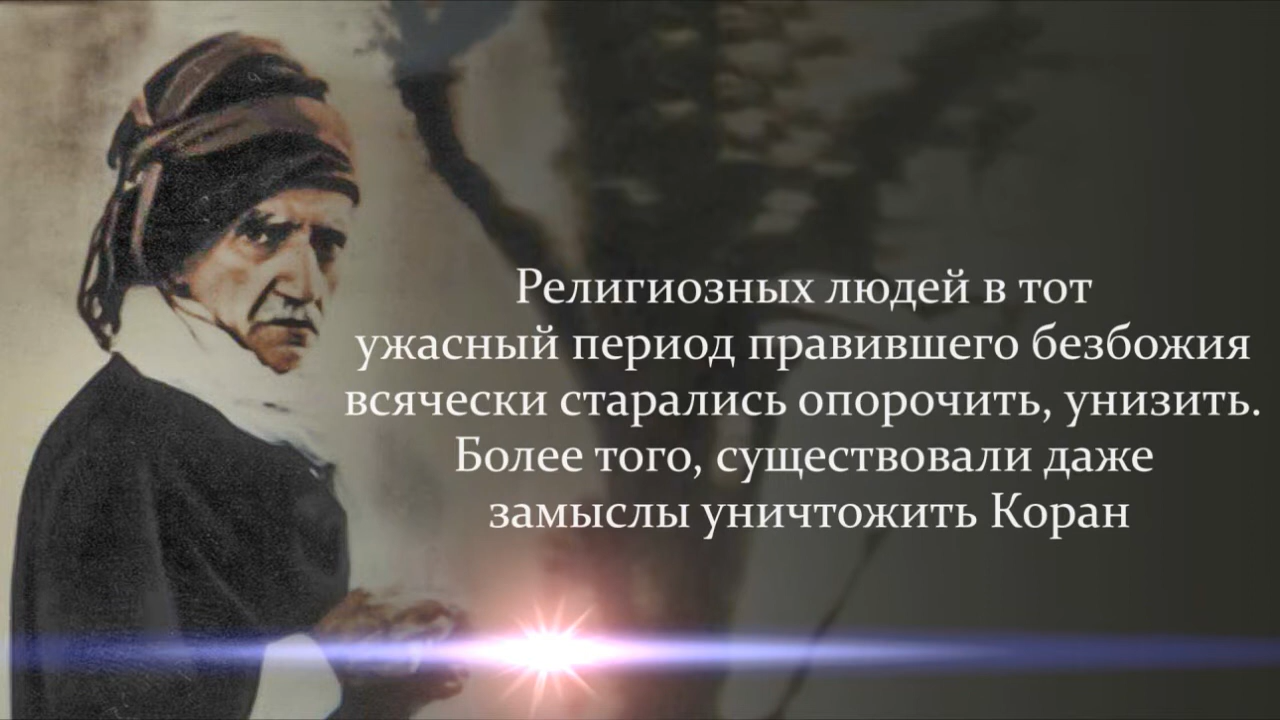 Религиозных людей в тот
ужасный период правившего безбожия
всячески старались опорочить, унизить.
Более того, существовали даже
замыслы уничтожить Коран